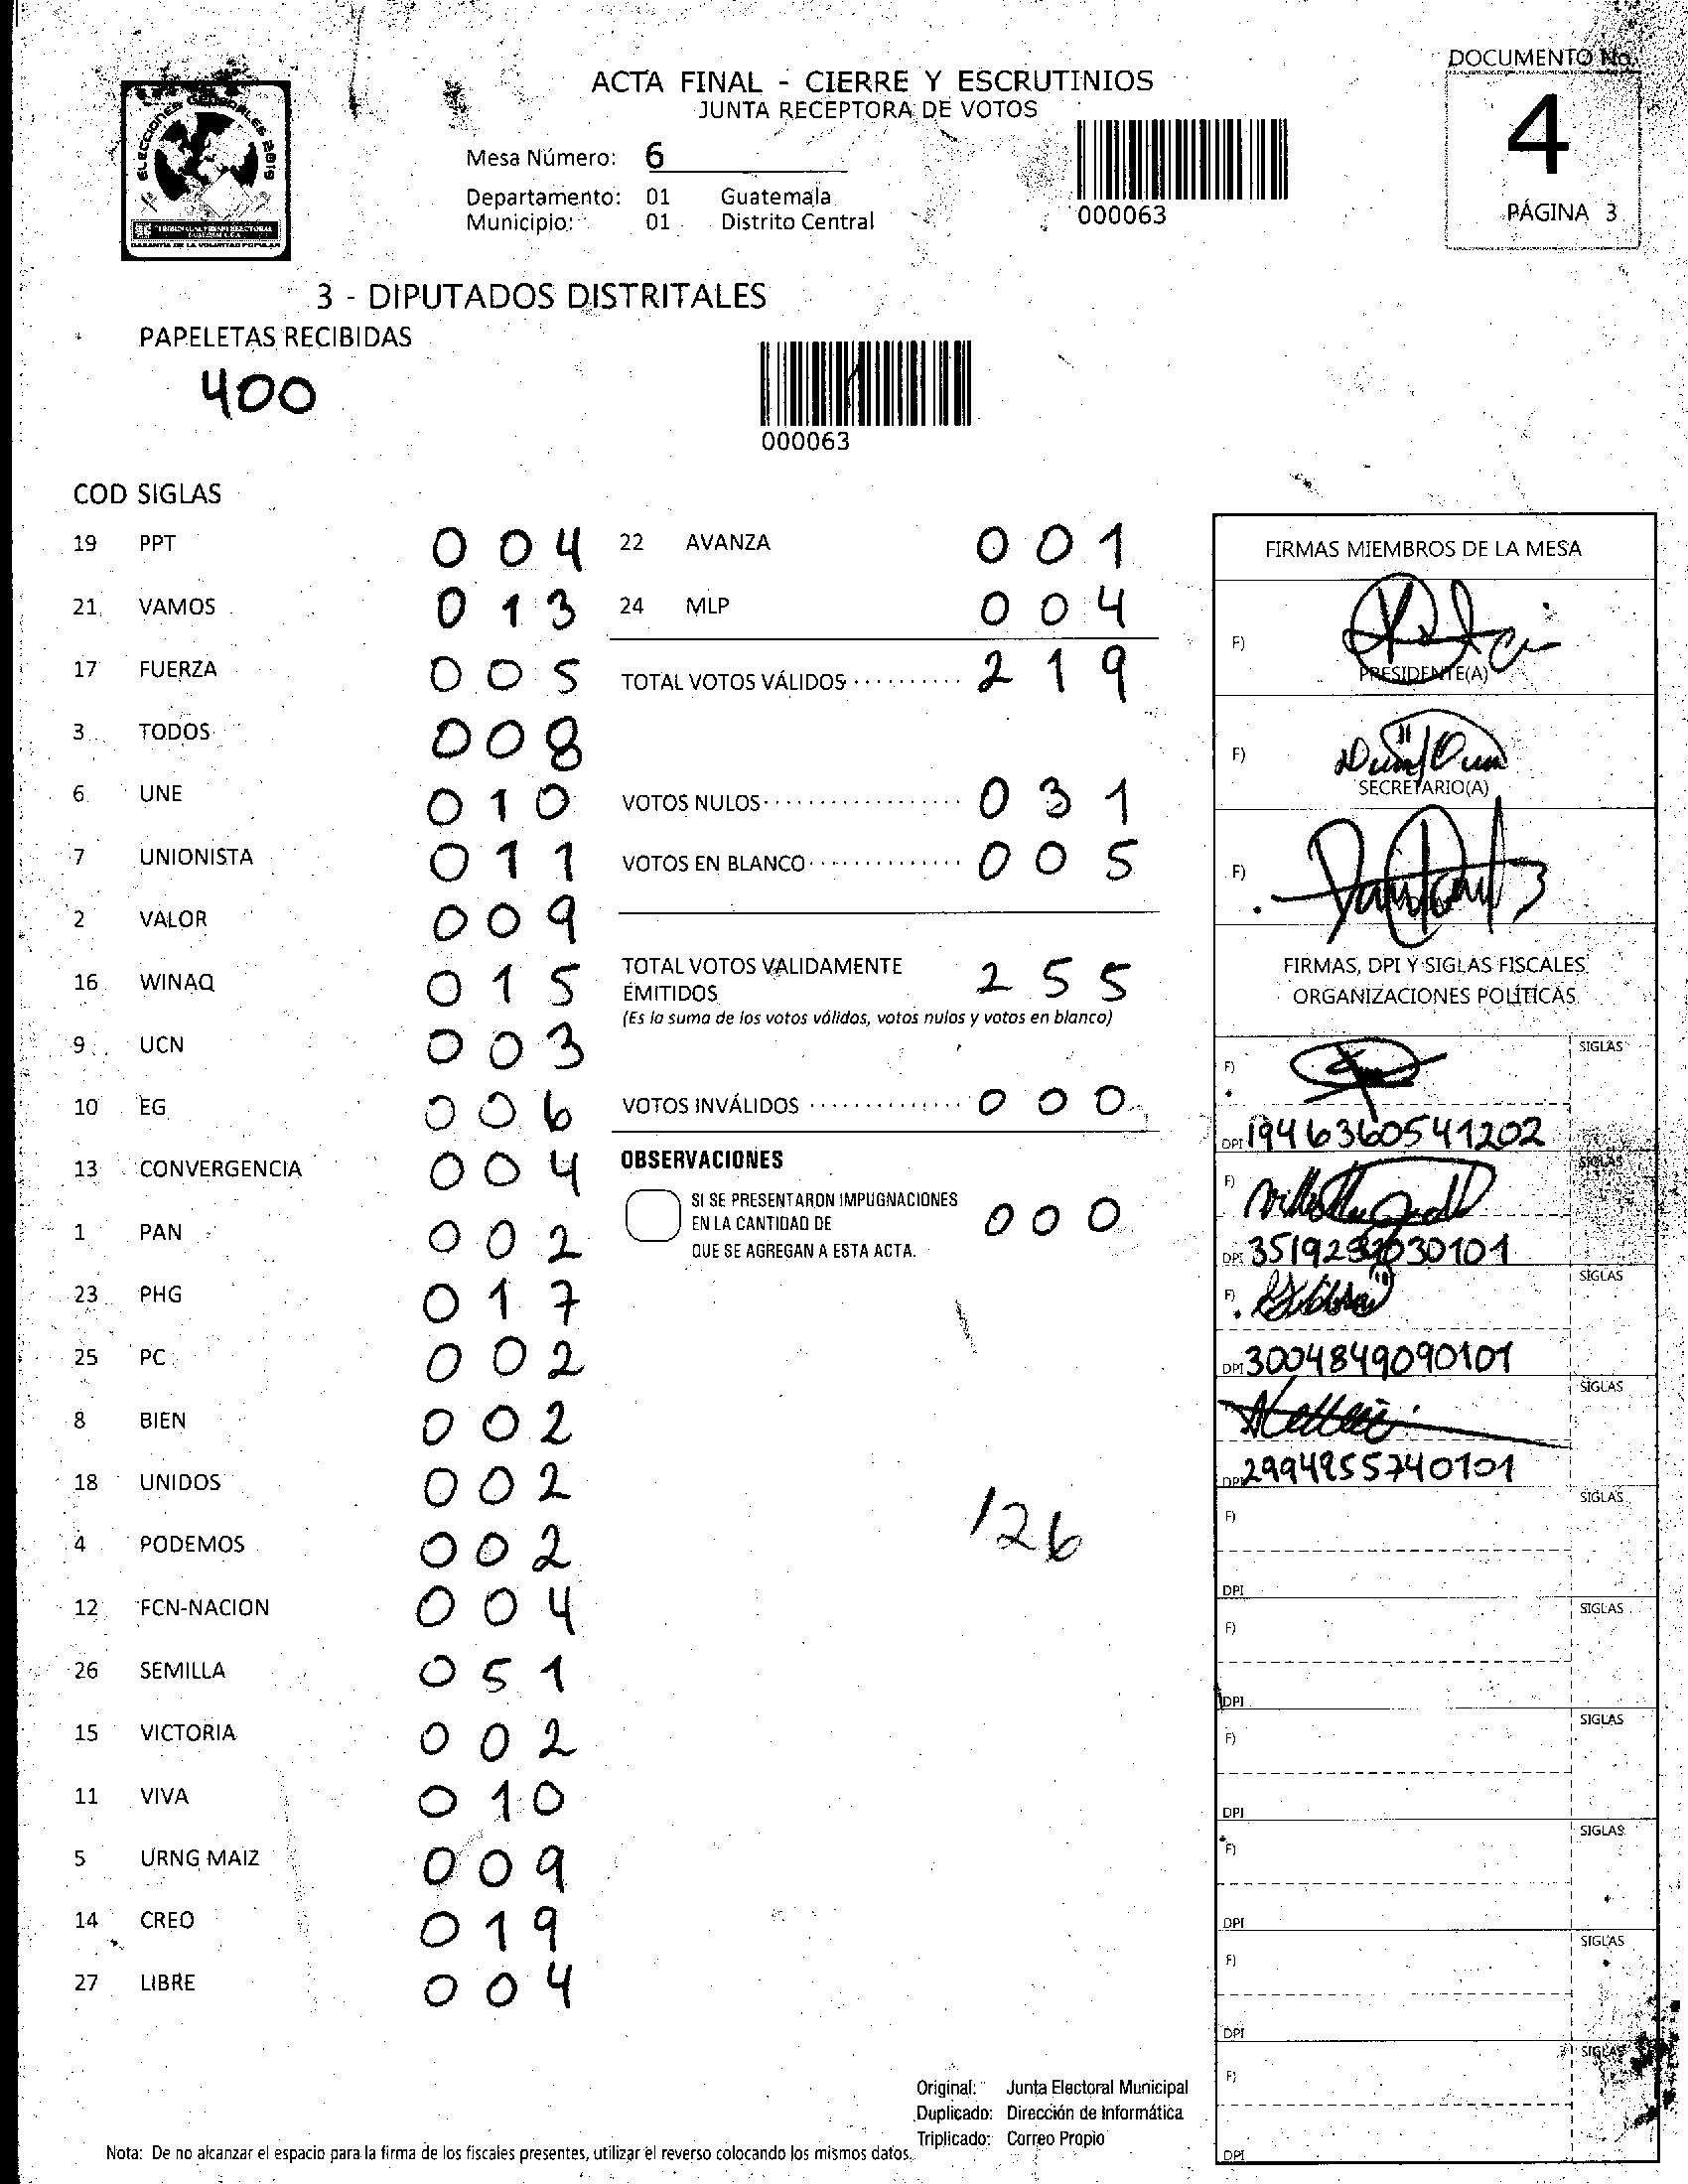 DOCUMENTO No.
ACTA FINAL - CIERRE Y ESCRUTINIOS
JUNTA RECEPTORA DE VOTOS
4
PÁGINA 3
ELECCIONES GENERALES 2019
TRIBUNAL SUPREMO ELECTORAL
GUATEMALA C.A.
GARANTIA DE LA VOLUNTAD POPULAR
Mesa Número: 6
Departamento: 01 Guatemala
Municipio: 01 Distrito Central
000063
3 - DIPUTADOS DISTRITALES
PAPELETAS RECIBIDAS
400
000063
COD SIGLAS
19 PPT 004
21 VAMOS 013
17 FUERZA 005
3 TODOS 008
6 UNE 010
7 UNIONISTA 011
2 VALOR 009
16 WINAQ 015
9 UCN 003
10 EG 006
13 CONVERGENCIA 004
1 PAN 002
23 PHG 017
25 PC 002
8 BIEN 002
18 UNIDOS 002
4 PODEMOS 002
12 FCN-NACION 004
26 SEMILLA 051
15 VICTORIA 002
11 VIVA 010
5 URNG MAIZ 009
14 CREO 019
27 LIBRE 004
22 AVANZA 001
24 MLP 004
TOTAL VOTOS VÁLIDOS 219
VOTOS NULOS 031
VOTOS EN BLANCO 005
TOTAL VOTOS VALIDAMENTE
EMITIDOS 255
(Es la suma de los votos válidos, votos nulos y votos en blanco)
VOTOS INVÁLIDOS 000
OBSERVACIONES
SI SE PRESENTARON IMPUGNACIONES
EN LA CANTIDAD DE 000
QUE SE AGREGAN A ESTA ACTA.
126
FIRMAS MIEMBROS DE LA MESA
F)
PRESIDENTE(A)
F)
SECRETARIO(A)
F)
FIRMAS, DPI Y SIGLAS FISCALES
ORGANIZACIONES POLÍTICAS
F) SIGLAS
DPI 1946360541202
F) SIGLAS
DPI
F) SIGLAS
DPI 3004849090101
SIGLAS
DPI 2994955740101
F) SIGLAS
DPI
F) SIGLAS
DPI
F) SIGLAS
DPI
F) SIGLAS
DPI
F) SIGLAS
DPI
F) SIGLAS
DPI
Original: Junta Electoral Municipal
Duplicado: Dirección de Informática
Triplicado: Correo Propio
Nota: De no alcanzar el espacio para la firma de los fiscales presentes, utilizar el reverso colocando los mismos datos.